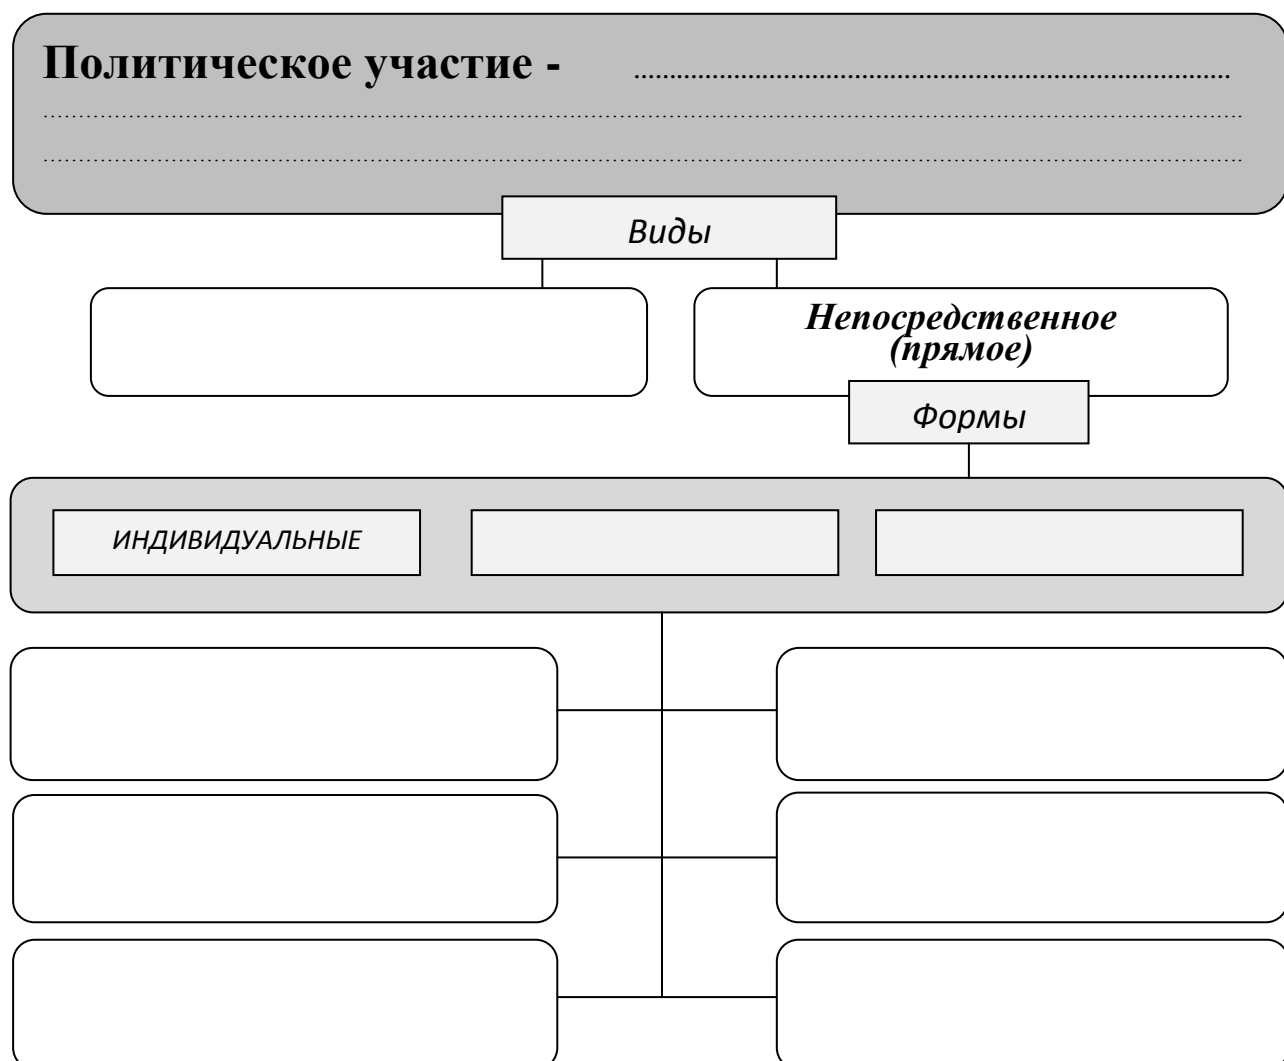 Политическое участие - ......................................................................
......................................................................
......................................................................
Виды
Непосредственное
(прямое)
Формы
ИНДИВИДУАЛЬНЫЕ